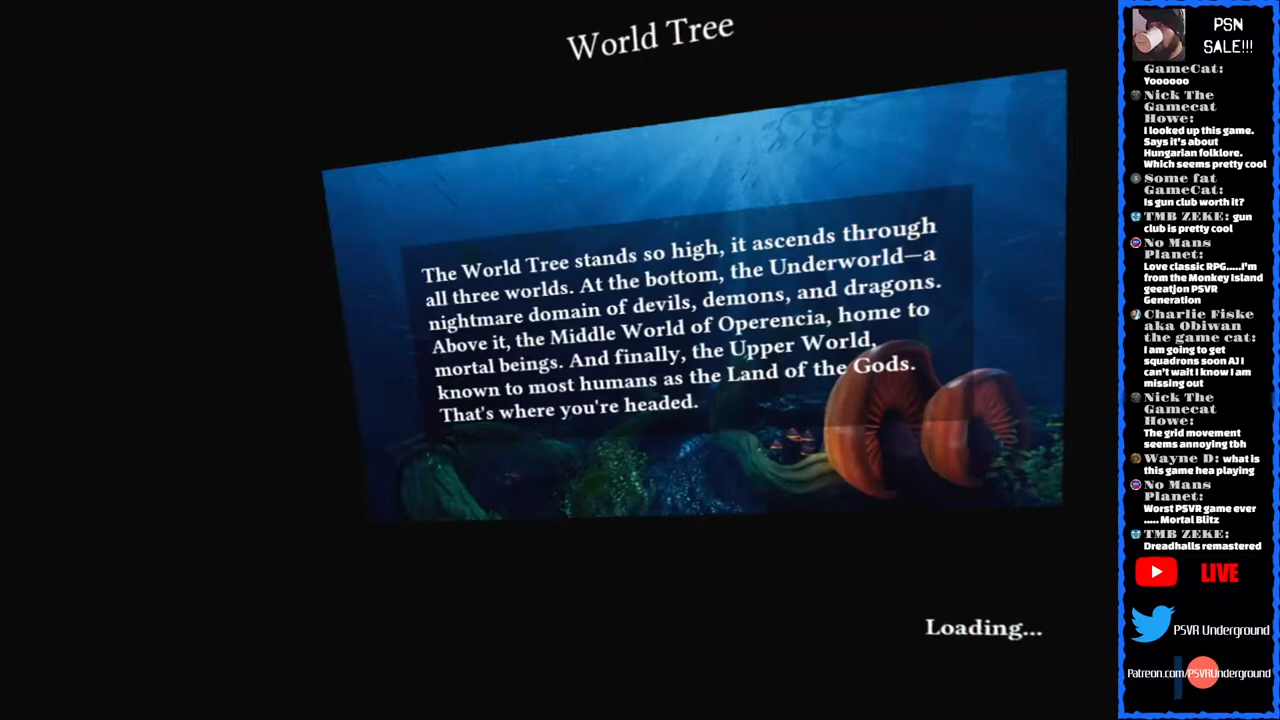 World Tree
The World Tree stands so high, it ascends through
all three worlds. At the bottom, the Underworld—a
nightmare domain of devils, demons, and dragons.
Above it, the Middle World of Operencia, home to
mortal beings. And finally, the Upper World,
known to most humans as the Land of the Gods.
That's where you're headed.
Loading...
PSN
SALE!!!
GameCat:
Yoooooo
Nick The
Gamecat
Howe:
I looked up this game.
Says it's about
Hungarian folklore.
Which seems pretty cool
Some fat
GameCat:
Is gun club worth it?
TMB ZEKE: gun
club is pretty cool
No Mans
Planet:
Love classic RPG.....I'm
from the Monkey Island
geeatjon PSVR
Generation
Charlie Fiske
aka Obiwan
the game cat:
I am going to get
squadrons soon AJ I
can't wait I know I am
missing out
Nick The
Gamecat
Howe:
The grid movement
seems annoying tbh
Wayne D: what is
this game hea playing
No Mans
Planet:
Worst PSVR game ever
..... Mortal Blitz
TMB ZEKE:
Dreadhalls remastered
LIVE
PSVR Underground
Patreon.com/PSVRUnderground